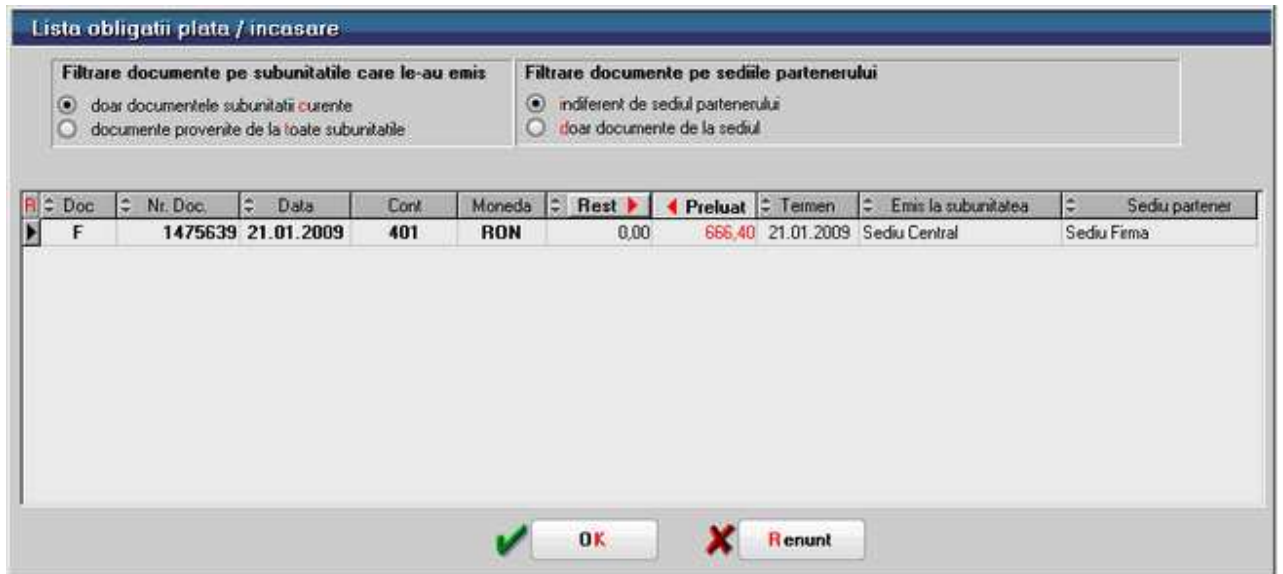 Lista obligatii plata / incasare
Filtrare documente pe subunitatile care le-au emis
doar documentele subunitatii curente
documente provenite de la toate subunitatile
Filtrare documente pe sediile partenerului
indiferent de sediul partenerului
doar documente de la sediul
R Doc Nr. Doc. Data Cont Moneda Rest Preluat Termen Emis la subunitatea Sediu partener
F 1475639 21.01.2009 401 RON 0,00 666,40 21.01.2009 Sediu Central Sediu Firma
OK Renunt